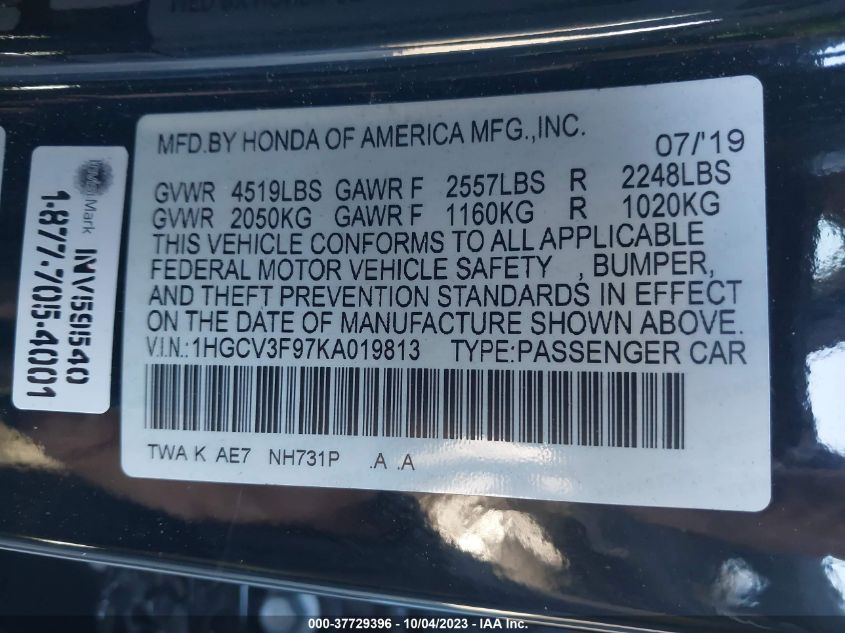 MFD.BY HONDA OF AMERICA MFG.,INC. 07/'19
GVWR 4519LBS GAWR F 2557LBS R 2248LBS
GVWR 2050KG GAWR F 1160KG R 1020KG
THIS VEHICLE CONFORMS TO ALL APPLICABLE
FEDERAL MOTOR VEHICLE SAFETY , BUMPER,
AND THEFT PREVENTION STANDARDS IN EFFECT
ON THE DATE OF MANUFACTURE SHOWN ABOVE.
V.I.N.:1HGCV3F97KA019813 TYPE:PASSENGER CAR
TWA K AE7 NH731P .A .A
INV591540
1-877-705-4001
000-37729396 - 10/04/2023 - IAA Inc.